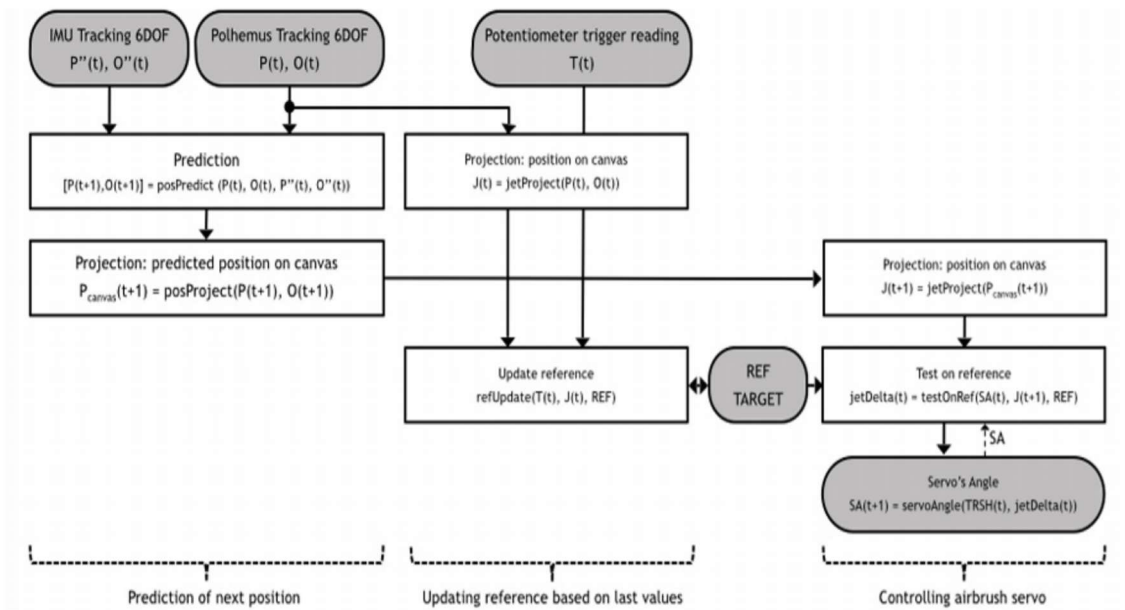 IMU Tracking 6DOF
P”(t), O”(t)
Polhemus Tracking 6DOF
P(t), O(t)
Potentiometer trigger reading
T(t)
Prediction
[P(t+1),O(t+1)] = posPredict (P(t), O(t), P”(t), O”(t))
Projection: position on canvas
J(t) = jetProject(P(t), O(t))
Projection: predicted position on canvas
Pcanvas(t+1) = posProject(P(t+1), O(t+1))
Projection: position on canvas
J(t+1) = jetProject(Pcanvas(t+1))
Update reference
refUpdate(T(t), J(t), REF)
REF
TARGET
Test on reference
jetDelta(t) = testOnRef(SA(t), J(t+1), REF)
SA
Servo's Angle
SA(t+1) = servoAngle(TRSH(t), jetDelta(t))
Prediction of next position
Updating reference based on last values
Controlling airbrush servo